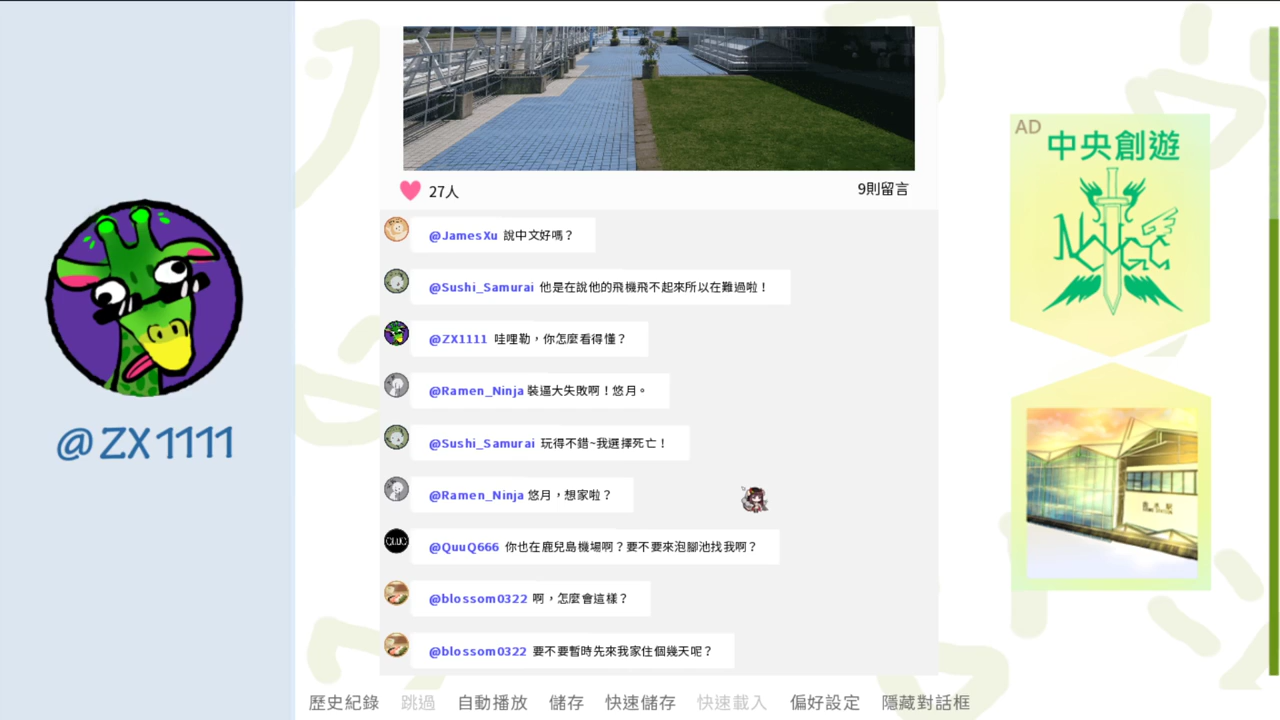 @ZX1111
27人
9則留言
@JamesXu 說中文好嗎？
@Sushi_Samurai 他是在說他的飛機飛不起來所以在難過啦！
@ZX1111 哇哩勒，你怎麼看得懂？
@Ramen_Ninja 裝逼大失敗啊！悠月。
@Sushi_Samurai 玩得不錯~我選擇死亡！
@Ramen_Ninja 悠月，想家啦？
@QuuQ666 你也在鹿兒島機場啊？要不要來泡腳池找我啊？
@blossom0322 啊，怎麼會這樣？
@blossom0322 要不要暫時先來我家住個幾天呢？
AD
中央創遊
歷史紀錄 跳過 自動播放 儲存 快速儲存 快速載入 偏好設定 隱藏對話框